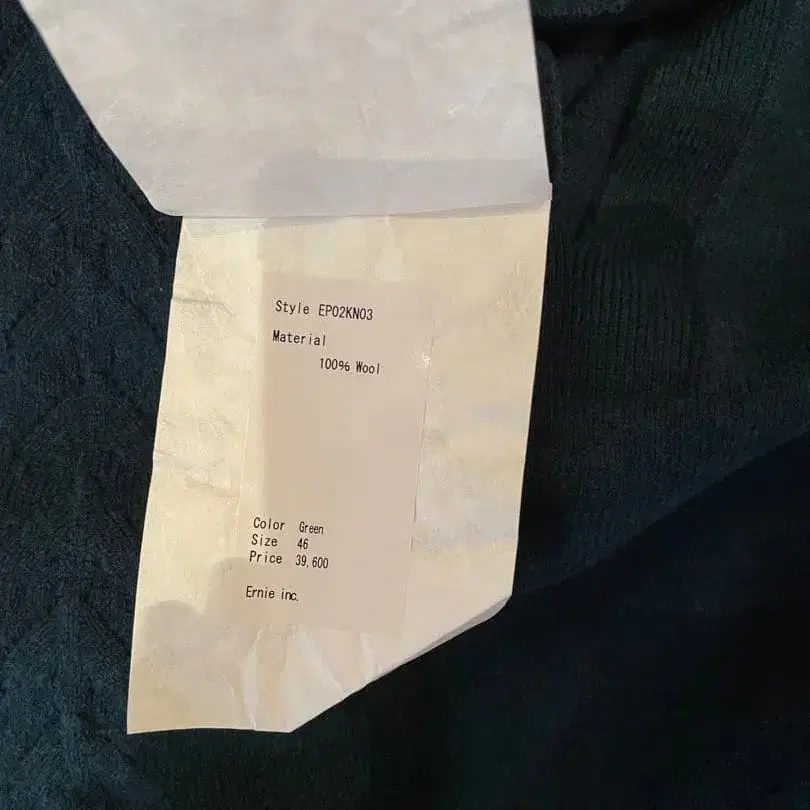 Style EP02KN03
Material
100% Wool
Color Green
Size 46
Price 39,600
Ernie inc.